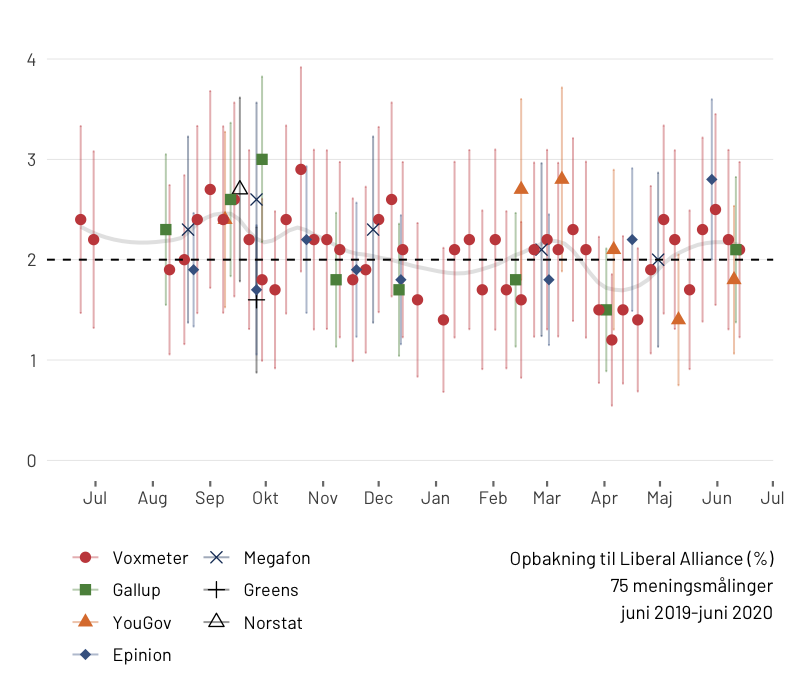 4
3
2
1
0
Jul Aug Sep Okt Nov Dec Jan Feb Mar Apr Maj Jun Jul
Voxmeter Megafon
Gallup Greens
YouGov Norstat
Epinion
Opbakning til Liberal Alliance (%)
75 meningsmålinger
juni 2019-juni 2020